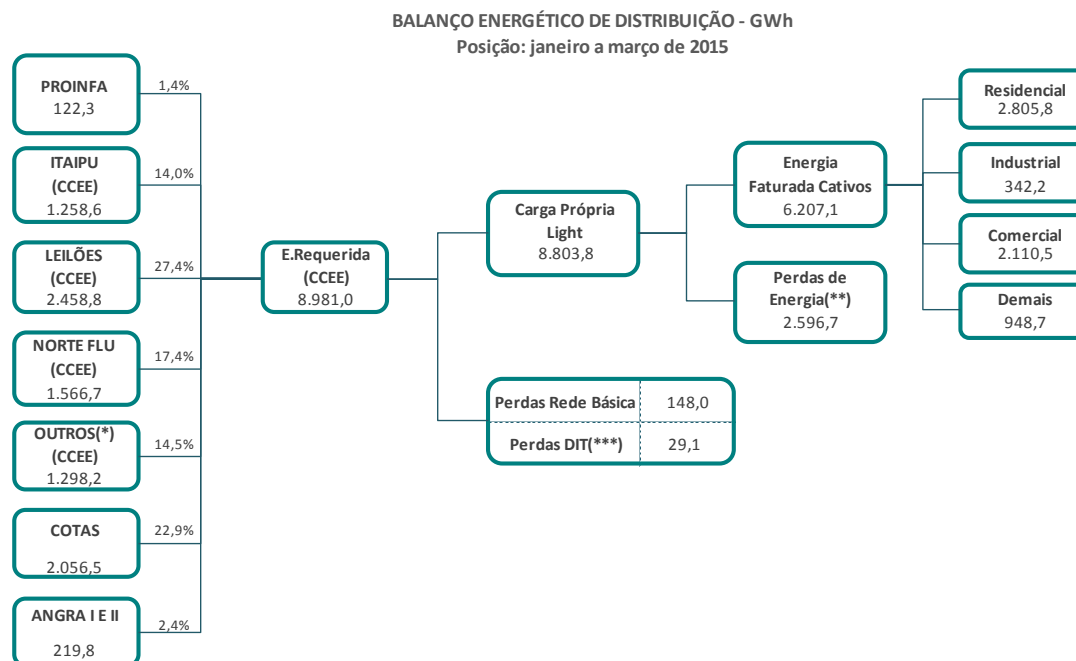 BALANÇO ENERGÉTICO DE DISTRIBUIÇÃO - GWh
Posição: janeiro a março de 2015
PROINFA
122,3
1,4%
ITAIPU
(CCEE)
1.258,6
14,0%
LEILÕES
(CCEE)
2.458,8
27,4%
NORTE FLU
(CCEE)
1.566,7
17,4%
OUTROS(*)
(CCEE)
1.298,2
14,5%
COTAS
2.056,5
22,9%
ANGRA I E II
219,8
2,4%
E.Requerida
(CCEE)
8.981,0
Carga Própria
Light
8.803,8
Perdas Rede Básica 148,0
Perdas DIT(***) 29,1
Energia
Faturada Cativos
6.207,1
Perdas de
Energia(**)
2.596,7
Residencial
2.805,8
Industrial
342,2
Comercial
2.110,5
Demais
948,7